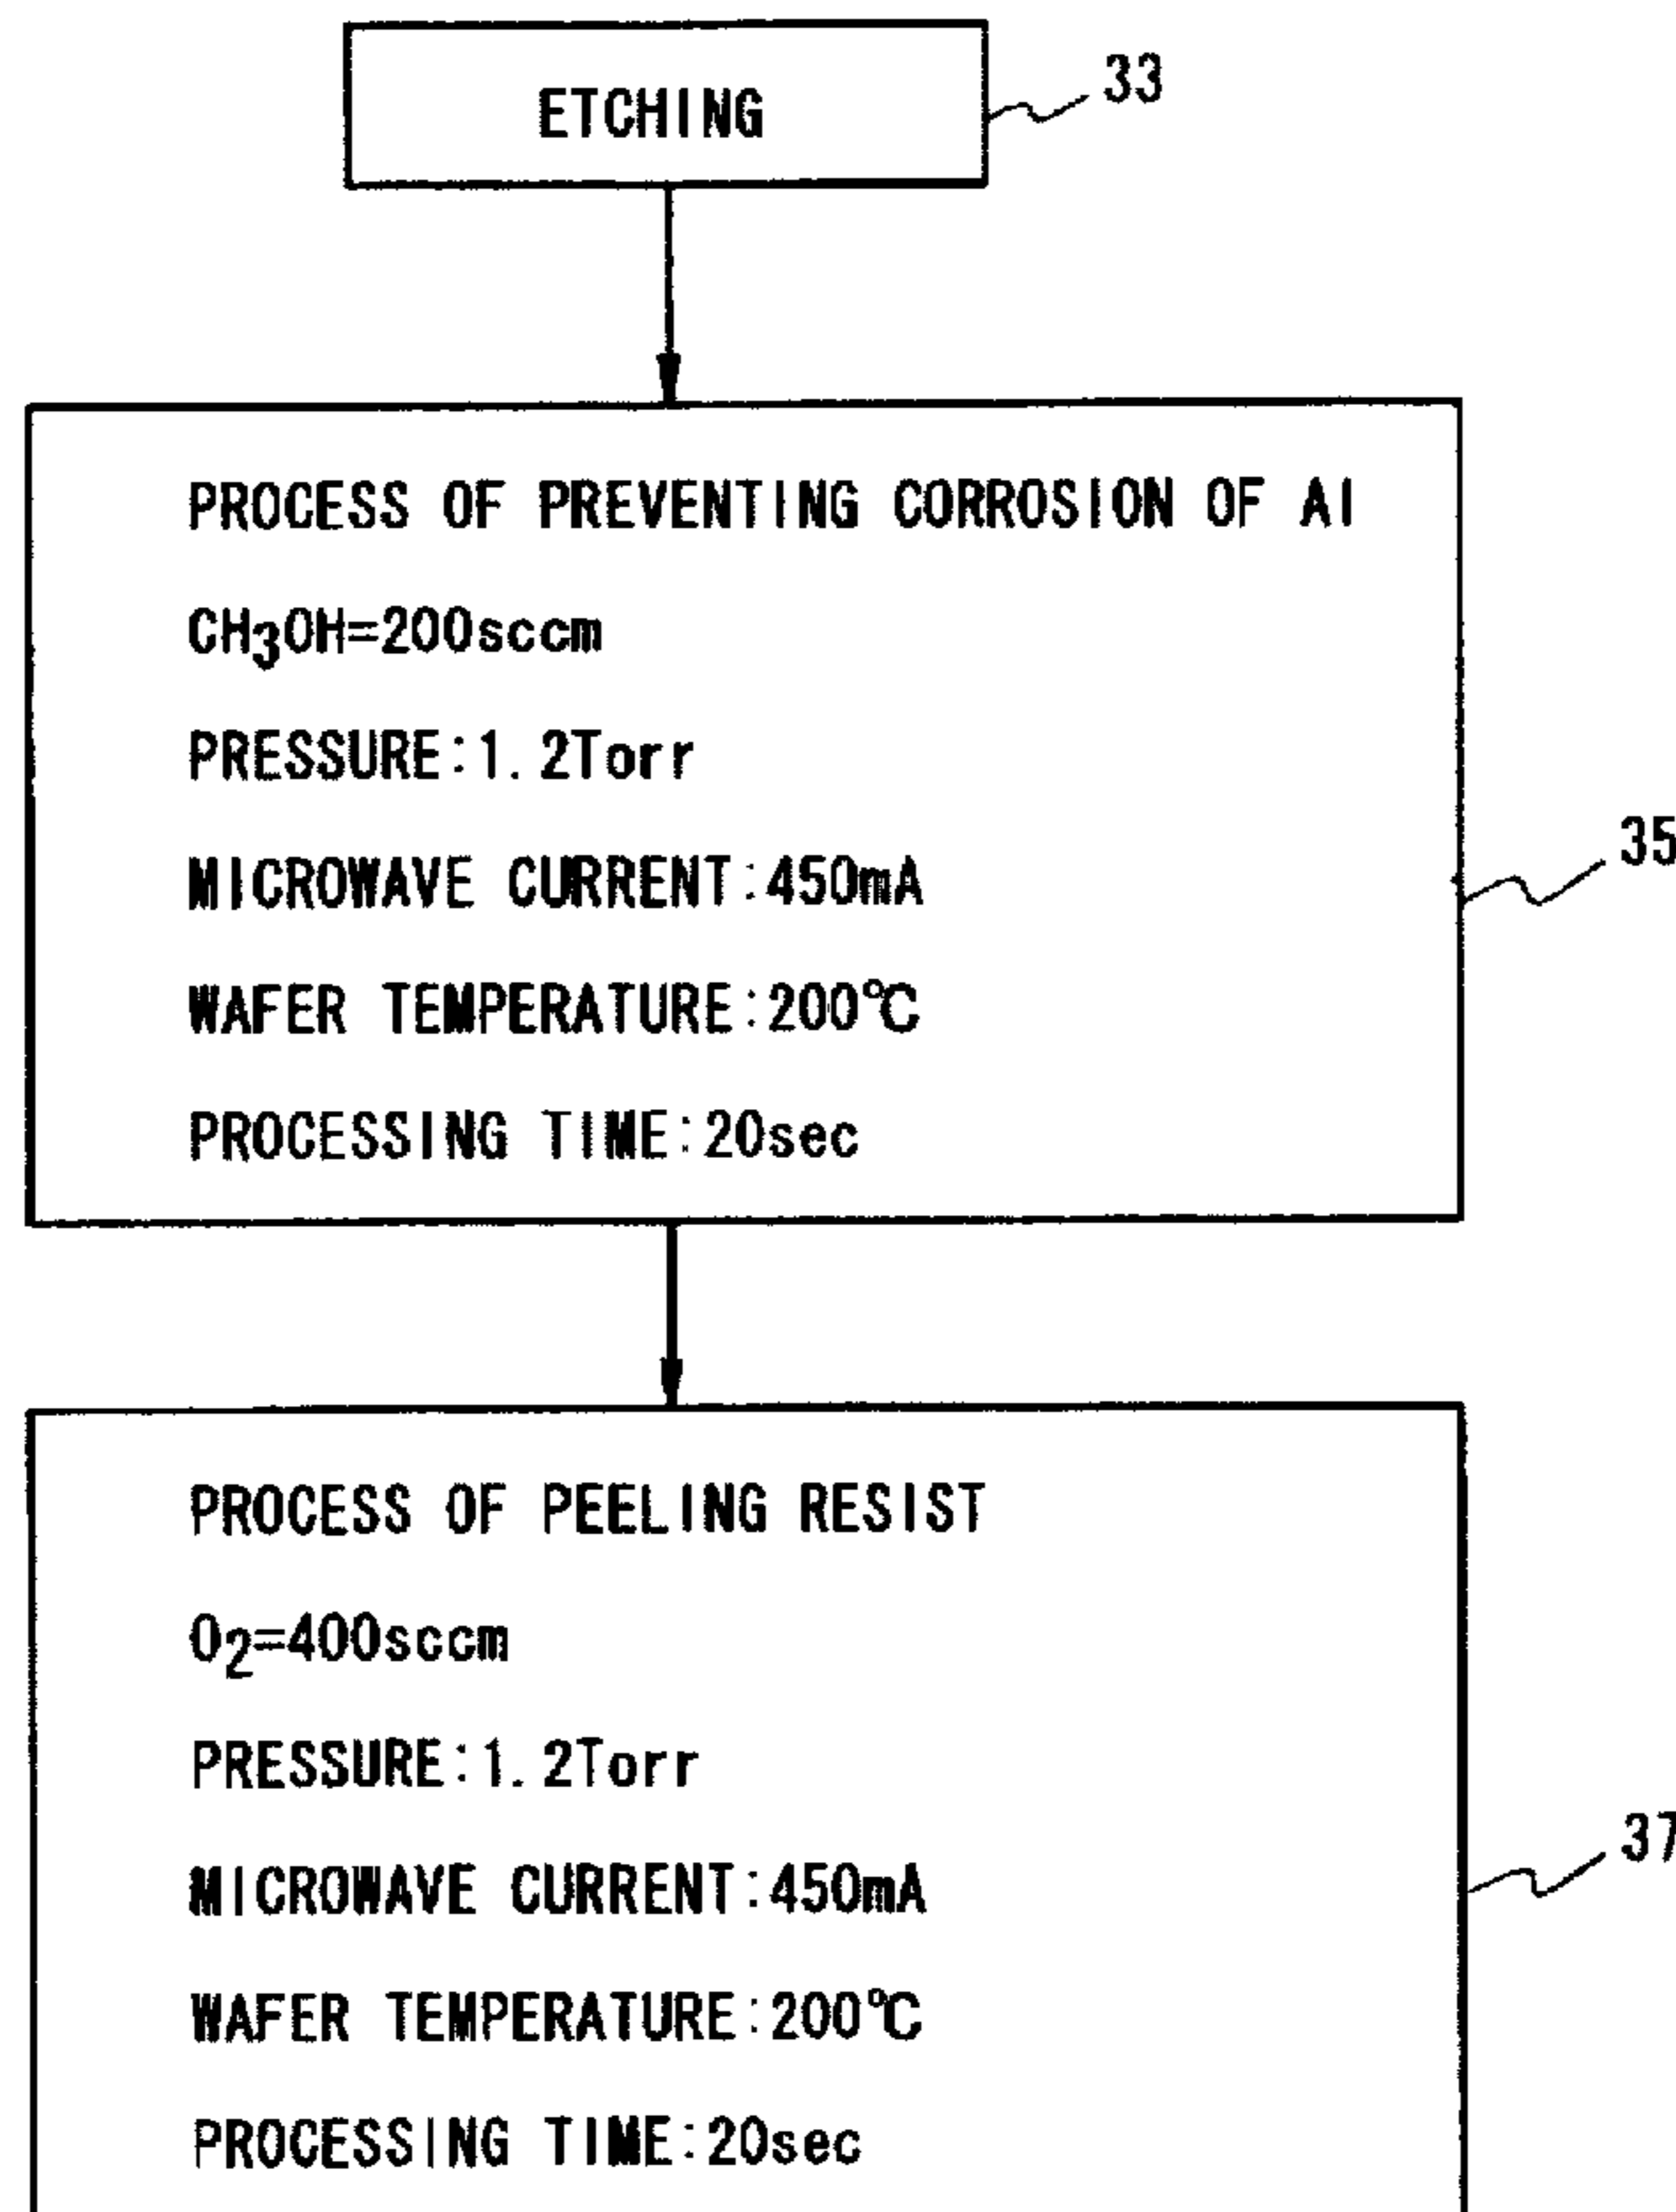 ETCHING
33
PROCESS OF PREVENTING CORROSION OF Al
CH3OH=200sccm
PRESSURE:1.2Torr
MICROWAVE CURRENT:450mA
35
WAFER TEMPERATURE:200℃
PROCESSING TIME:20sec
PROCESS OF PEELING RESIST
O2=400sccm
PRESSURE:1.2Torr
37
MICROWAVE CURRENT:450mA
WAFER TEMPERATURE:200℃
PROCESSING TIME:20sec